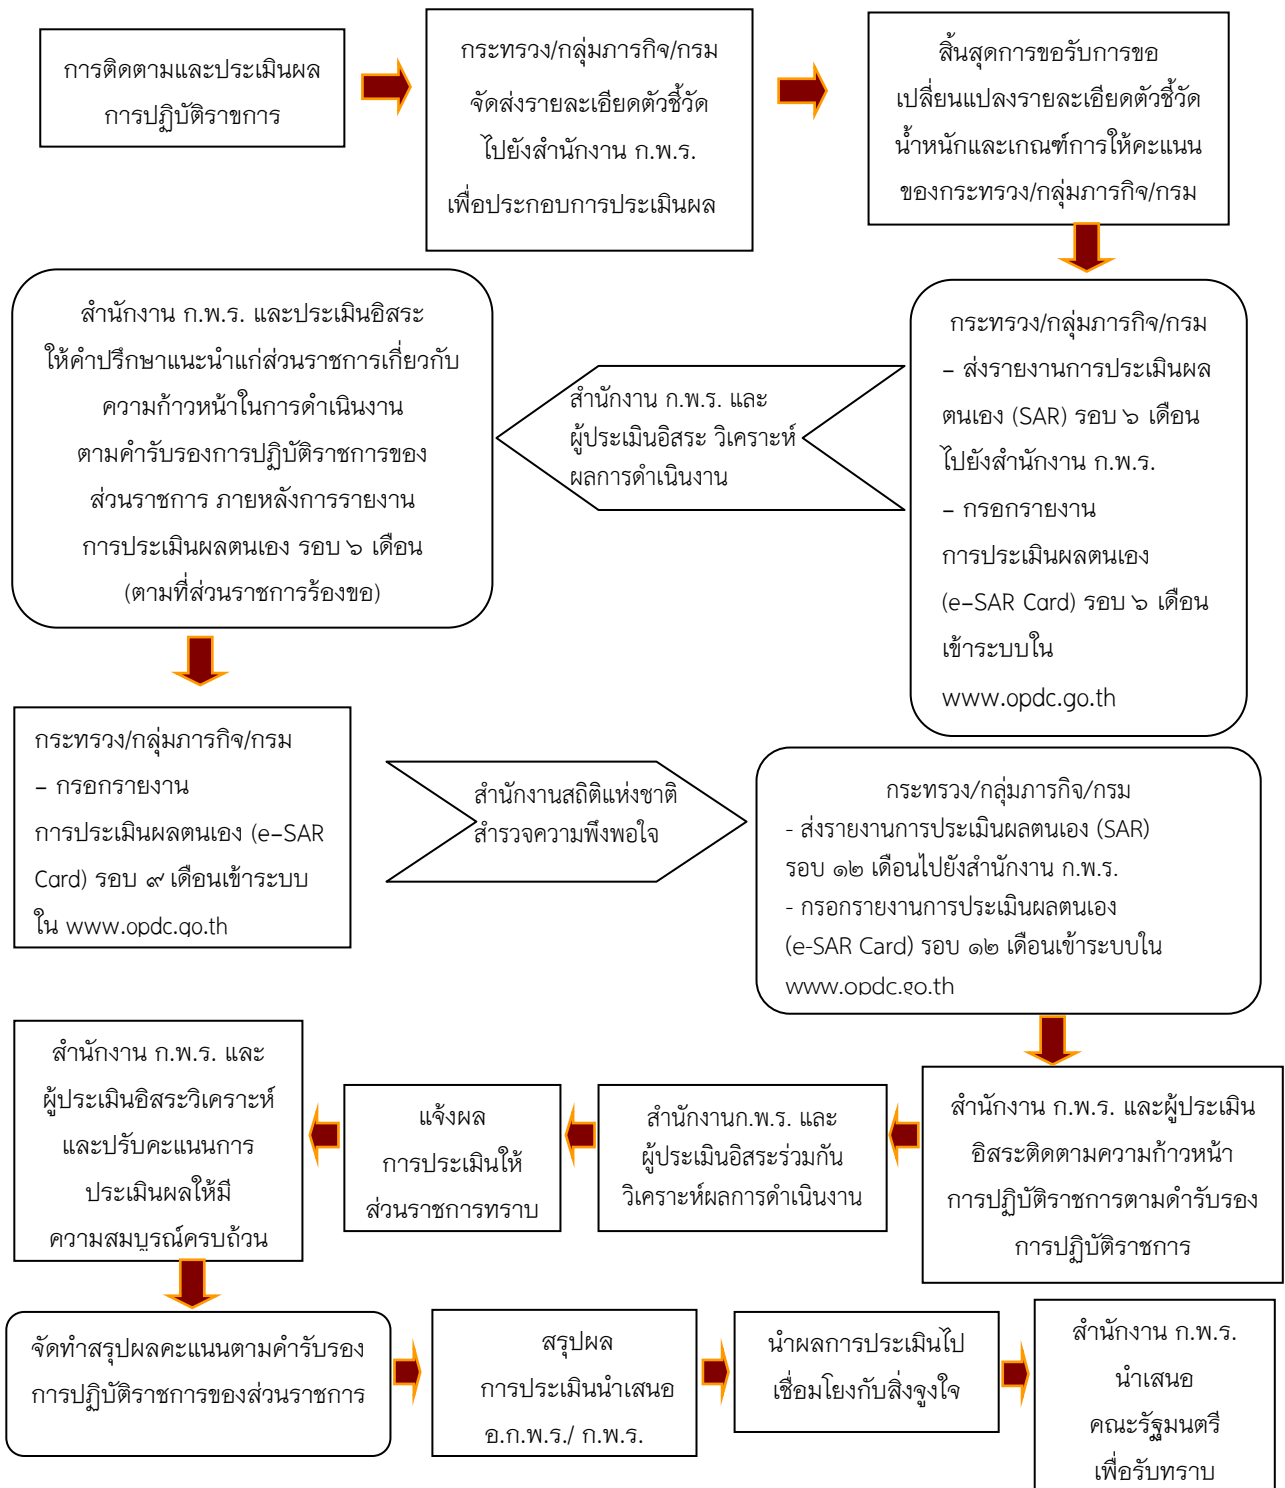 การติดตามและประเมินผล
การปฏิบัติราชการ
กระทรวง/กลุ่มภารกิจ/กรม
จัดส่งรายละเอียดตัวชี้วัด
ไปยังสำนักงาน ก.พ.ร.
เพื่อประกอบการประเมินผล
สิ้นสุดการขอรับการขอ
เปลี่ยนแปลงรายละเอียดตัวชี้วัด
น้ำหนักและเกณฑ์การให้คะแนน
ของกระทรวง/กลุ่มภารกิจ/กรม
กระทรวง/กลุ่มภารกิจ/กรม
– ส่งรายงานการประเมินผล
ตนเอง (SAR) รอบ ๖ เดือน
ไปยังสำนักงาน ก.พ.ร.
– กรอกรายงาน
การประเมินผลตนเอง
(e–SAR Card) รอบ ๖ เดือน
เข้าระบบใน
www.opdc.go.th
สำนักงาน ก.พ.ร. และ
ผู้ประเมินอิสระ วิเคราะห์
ผลการดำเนินงาน
สำนักงาน ก.พ.ร. และประเมินอิสระ
ให้คำปรึกษาแนะนำแก่ส่วนราชการเกี่ยวกับ
ความก้าวหน้าในการดำเนินงาน
ตามคำรับรองการปฏิบัติราชการของ
ส่วนราชการ ภายหลังการรายงาน
การประเมินผลตนเอง รอบ ๖ เดือน
(ตามที่ส่วนราชการร้องขอ)
กระทรวง/กลุ่มภารกิจ/กรม
– กรอกรายงาน
การประเมินผลตนเอง (e–SAR
Card) รอบ ๙ เดือนเข้าระบบ
ใน www.opdc.go.th
สำนักงานสถิติแห่งชาติ
สำรวจความพึงพอใจ
กระทรวง/กลุ่มภารกิจ/กรม
- ส่งรายงานการประเมินผลตนเอง (SAR)
รอบ ๑๒ เดือนไปยังสำนักงาน ก.พ.ร.
- กรอกรายงานการประเมินผลตนเอง
(e-SAR Card) รอบ ๑๒ เดือนเข้าระบบใน
www.opdc.go.th
สำนักงาน ก.พ.ร. และผู้ประเมิน
อิสระติดตามความก้าวหน้า
การปฏิบัติราชการตามดำรับรอง
การปฏิบัติราชการ
สำนักงานก.พ.ร. และ
ผู้ประเมินอิสระร่วมกัน
วิเคราะห์ผลการดำเนินงาน
แจ้งผล
การประเมินให้
ส่วนราชการทราบ
สำนักงาน ก.พ.ร. และ
ผู้ประเมินอิสระวิเคราะห์
และปรับคะแนนการ
ประเมินผลให้มี
ความสมบูรณ์ครบถ้วน
จัดทำสรุปผลคะแนนตามคำรับรอง
การปฏิบัติราชการของส่วนราชการ
สรุปผล
การประเมินนำเสนอ
อ.ก.พ.ร./ ก.พ.ร.
นำผลการประเมินไป
เชื่อมโยงกับสิ่งจูงใจ
สำนักงาน ก.พ.ร.
นำเสนอ
คณะรัฐมนตรี
เพื่อรับทราบ